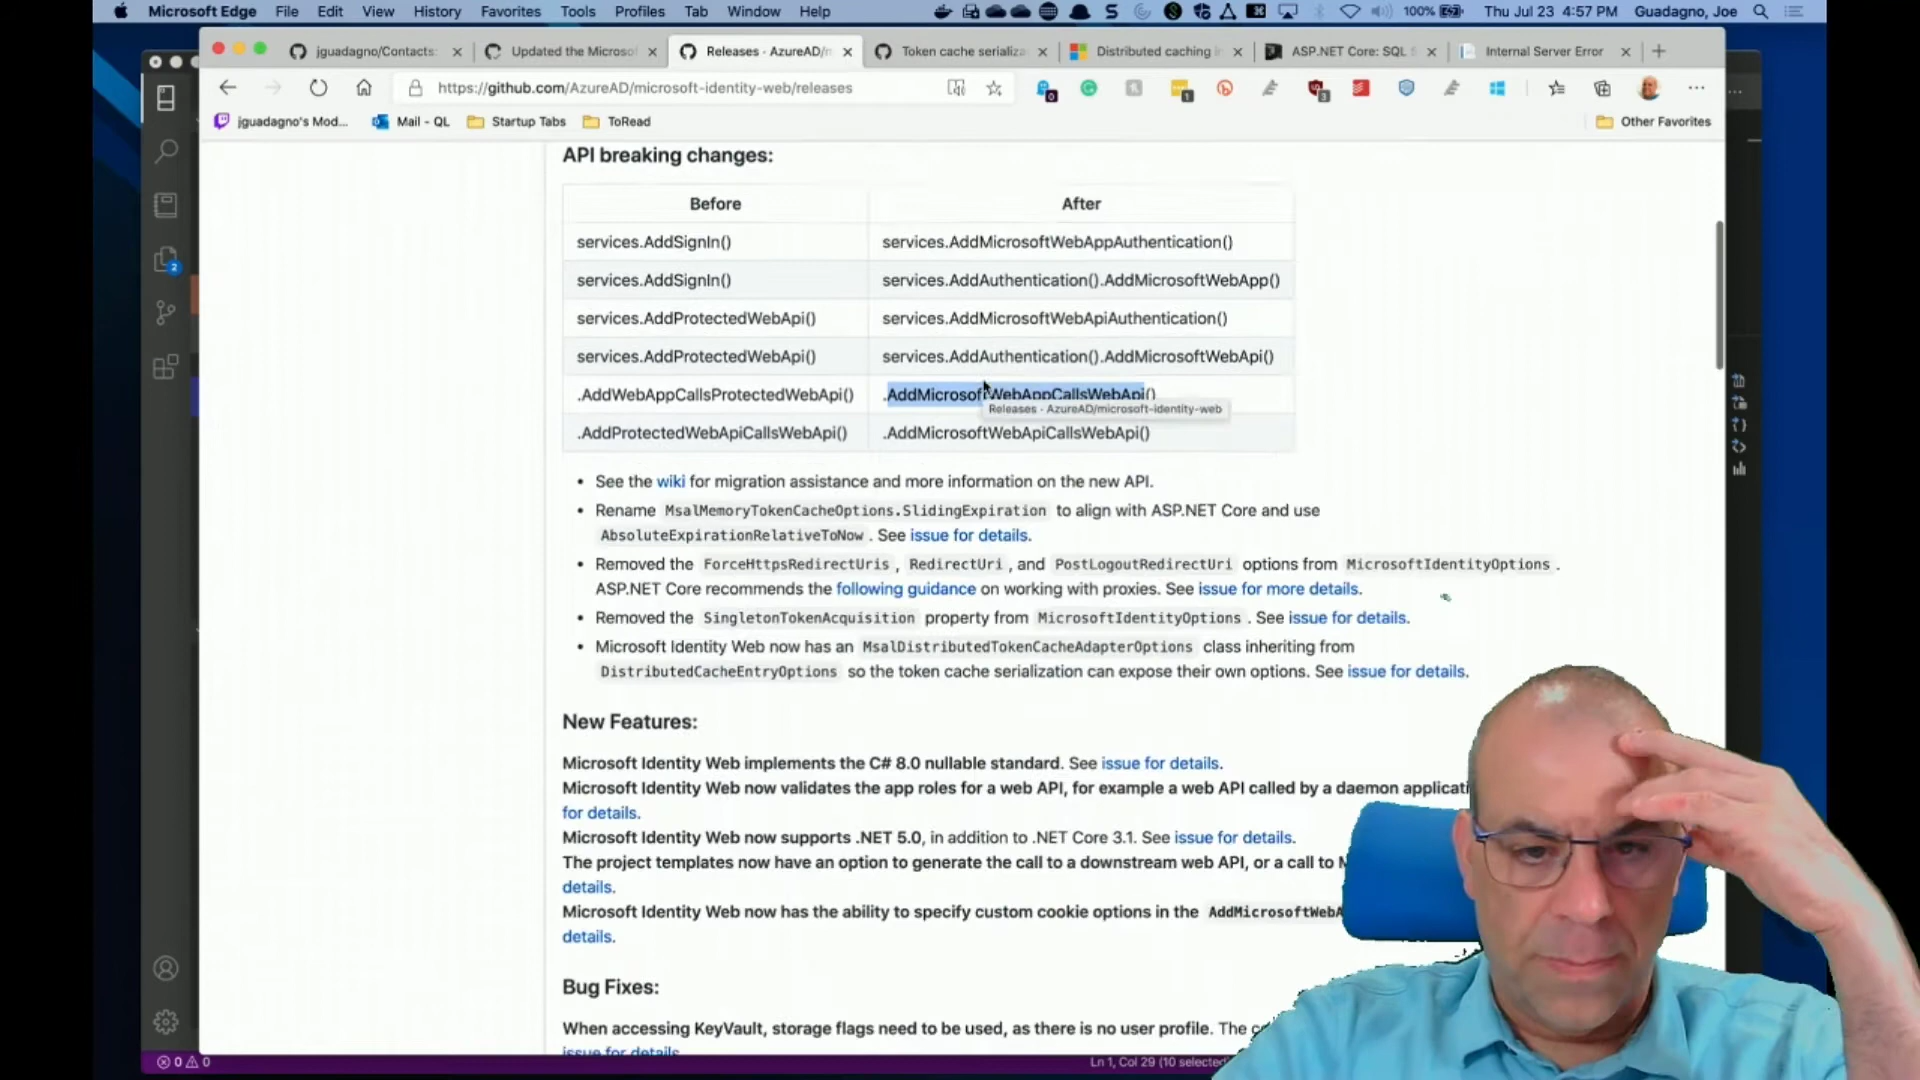 Microsoft Edge File Edit View History Favorites Tools Profiles Tab Window Help 100% Thu Jul 23 4:57 PM Guadagno, Joe
jguadagno/Contacts: Updated the Microso Releases · AzureAD/m Token cache serializa Distributed caching i ASP.NET Core: SQL S Internal Server Error
https://github.com/AzureAD/microsoft-identity-web/releases
jguadagno's Mod... Mail - QL Startup Tabs ToRead Other Favorites
API breaking changes:
Before After
services.AddSignIn() services.AddMicrosoftWebAppAuthentication()
services.AddSignIn() services.AddAuthentication().AddMicrosoftWebApp()
services.AddProtectedWebApi() services.AddMicrosoftWebApiAuthentication()
services.AddProtectedWebApi() services.AddAuthentication().AddMicrosoftWebApi()
.AddWebAppCallsProtectedWebApi() .AddMicrosoftWebAppCallsWebApi()
Releases · AzureAD/microsoft-identity-web
.AddProtectedWebApiCallsWebApi() .AddMicrosoftWebApiCallsWebApi()
• See the wiki for migration assistance and more information on the new API.
• Rename MsalMemoryTokenCacheOptions.SlidingExpiration to align with ASP.NET Core and use
AbsoluteExpirationRelativeToNow . See issue for details.
• Removed the ForceHttpsRedirectUris , RedirectUri , and PostLogoutRedirectUri options from MicrosoftIdentityOptions .
ASP.NET Core recommends the following guidance on working with proxies. See issue for more details.
• Removed the SingletonTokenAcquisition property from MicrosoftIdentityOptions . See issue for details.
• Microsoft Identity Web now has an MsalDistributedTokenCacheAdapterOptions class inheriting from
DistributedCacheEntryOptions so the token cache serialization can expose their own options. See issue for details.
New Features:
Microsoft Identity Web implements the C# 8.0 nullable standard. See issue for details.
Microsoft Identity Web now validates the app roles for a web API, for example a web API called by a daemon applicati
for details.
Microsoft Identity Web now supports .NET 5.0, in addition to .NET Core 3.1. See issue for details.
The project templates now have an option to generate the call to a downstream web API, or a call to M
details.
Microsoft Identity Web now has the ability to specify custom cookie options in the AddMicrosoftWebA
details.
Bug Fixes:
When accessing KeyVault, storage flags need to be used, as there is no user profile. The co
issue for details
0 0 Ln 1, Col 29 (10 selected)